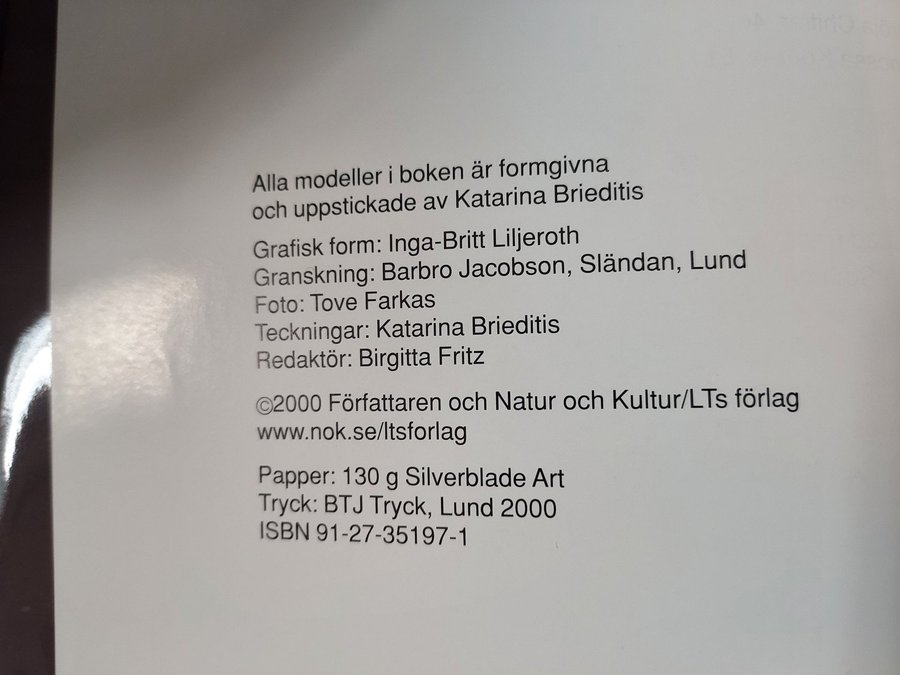 Alla modeller i boken är formgivna
och uppstickade av Katarina Brieditis
Grafisk form: Inga-Britt Liljeroth
Granskning: Barbro Jacobson, Sländan, Lund
Foto: Tove Farkas
Teckningar: Katarina Brieditis
Redaktör: Birgitta Fritz
©2000 Författaren och Natur och Kultur/LTs förlag
www.nok.se/ltsforlag
Papper: 130 g Silverblade Art
Tryck: BTJ Tryck, Lund 2000
ISBN 91-27-35197-1